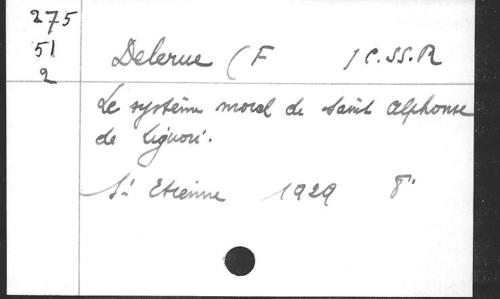 275
51
2
Delerue (F ) C.SS.R
Le système moral de saint Alphonse
de Liguori.
St Etienne 1929 8°